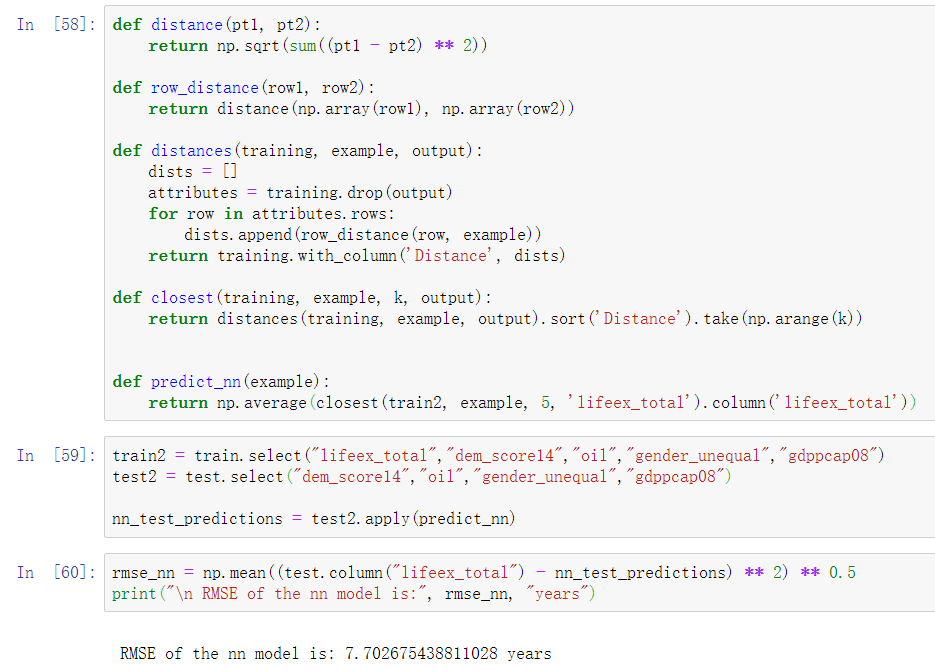 In [58]: def distance(pt1, pt2):
    return np.sqrt(sum((pt1 - pt2) ** 2))

def row_distance(row1, row2):
    return distance(np.array(row1), np.array(row2))

def distances(training, example, output):
    dists = []
    attributes = training.drop(output)
    for row in attributes.rows:
        dists.append(row_distance(row, example))
    return training.with_column('Distance', dists)

def closest(training, example, k, output):
    return distances(training, example, output).sort('Distance').take(np.arange(k))

def predict_nn(example):
    return np.average(closest(train2, example, 5, 'lifeex_total').column('lifeex_total'))

In [59]: train2 = train.select("lifeex_total","dem_score14","oil","gender_unequal","gdppcap08")
test2 = test.select("dem_score14","oil","gender_unequal","gdppcap08")

nn_test_predictions = test2.apply(predict_nn)

In [60]: rmse_nn = np.mean((test.column("lifeex_total") - nn_test_predictions) ** 2) ** 0.5
print("\n RMSE of the nn model is:", rmse_nn, "years")

RMSE of the nn model is: 7.702675438811028 years